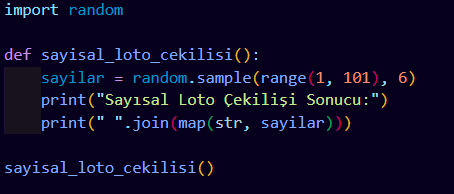 import random

def sayisal_loto_cekilisi():
    sayilar = random.sample(range(1, 101), 6)
    print("Sayısal Loto Çekilişi Sonucu:")
    print(" ".join(map(str, sayilar)))

sayisal_loto_cekilisi()